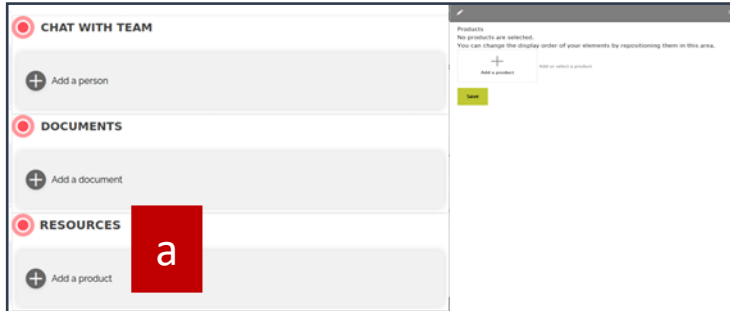 CHAT WITH TEAM
Add a person
DOCUMENTS
Add a document
RESOURCES
a
Add a product
Products
No products are selected.
You can change the display order of your elements by repositioning them in this area.
Add a product
Add or select a product
Save